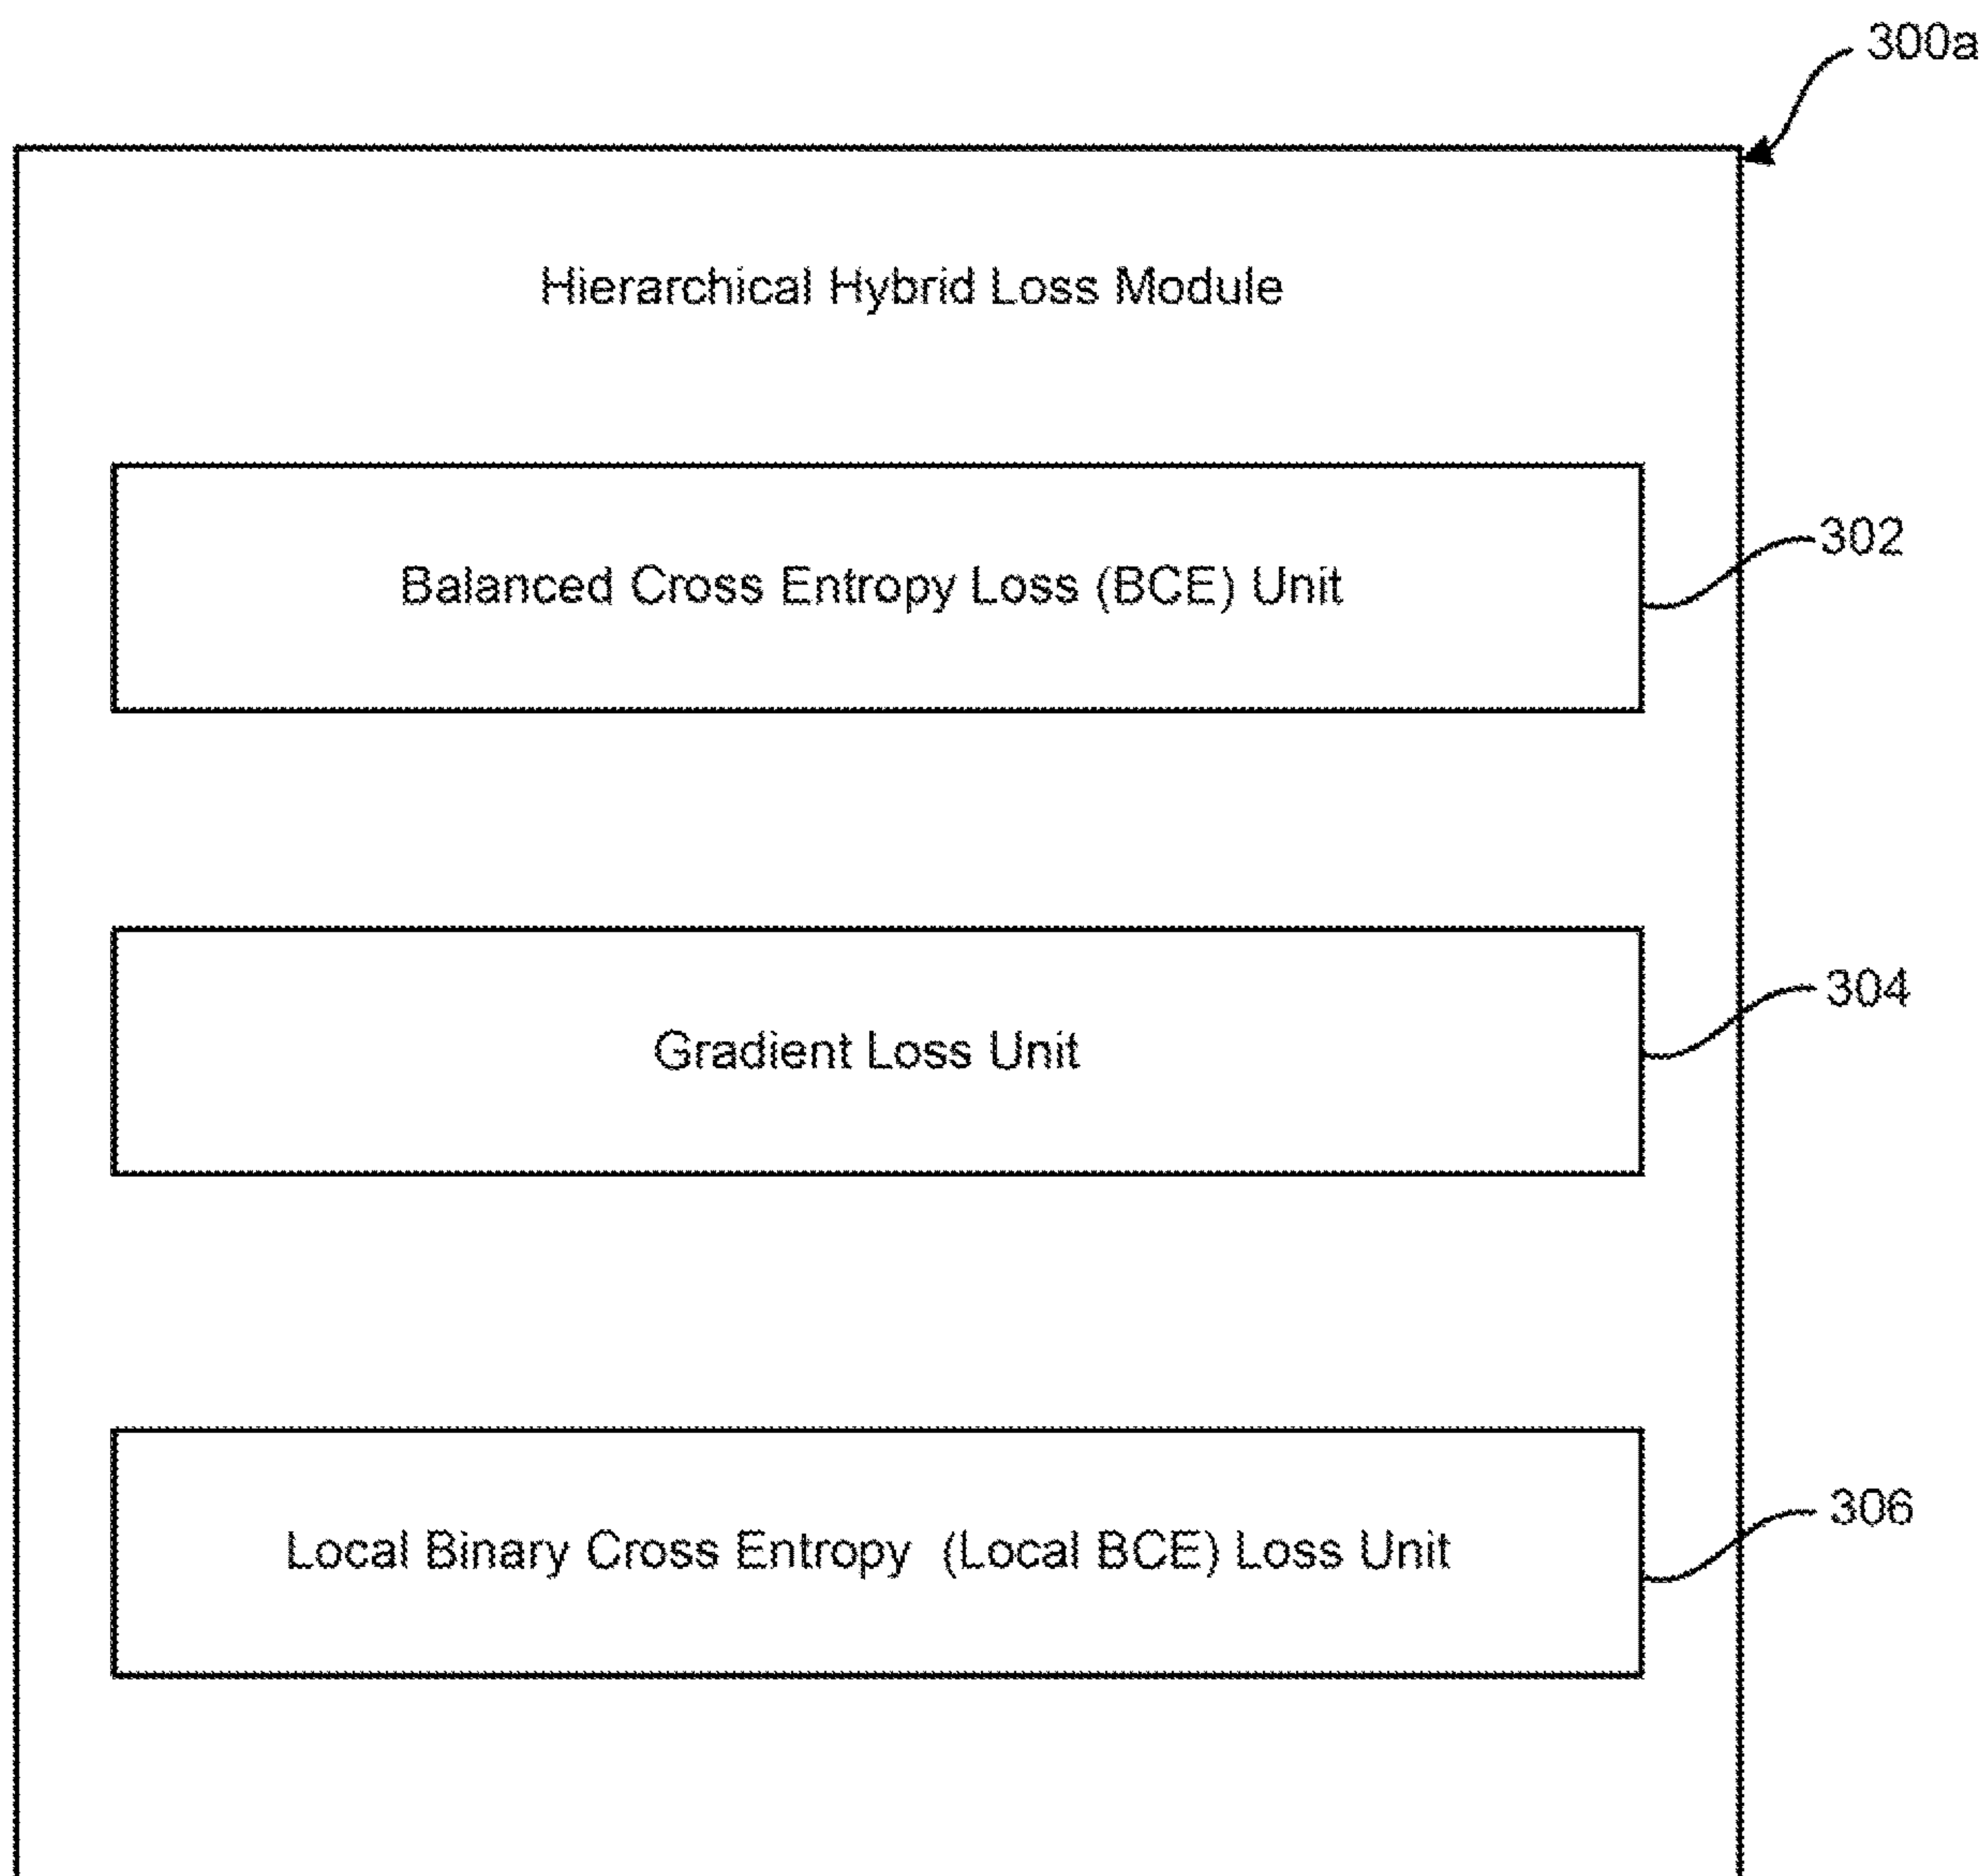 300a
Hierarchical Hybrid Loss Module
302
Balanced Cross Entropy Loss (BCE) Unit
304
Gradient Loss Unit
306
Local Binary Cross Entropy (Local BCE) Loss Unit